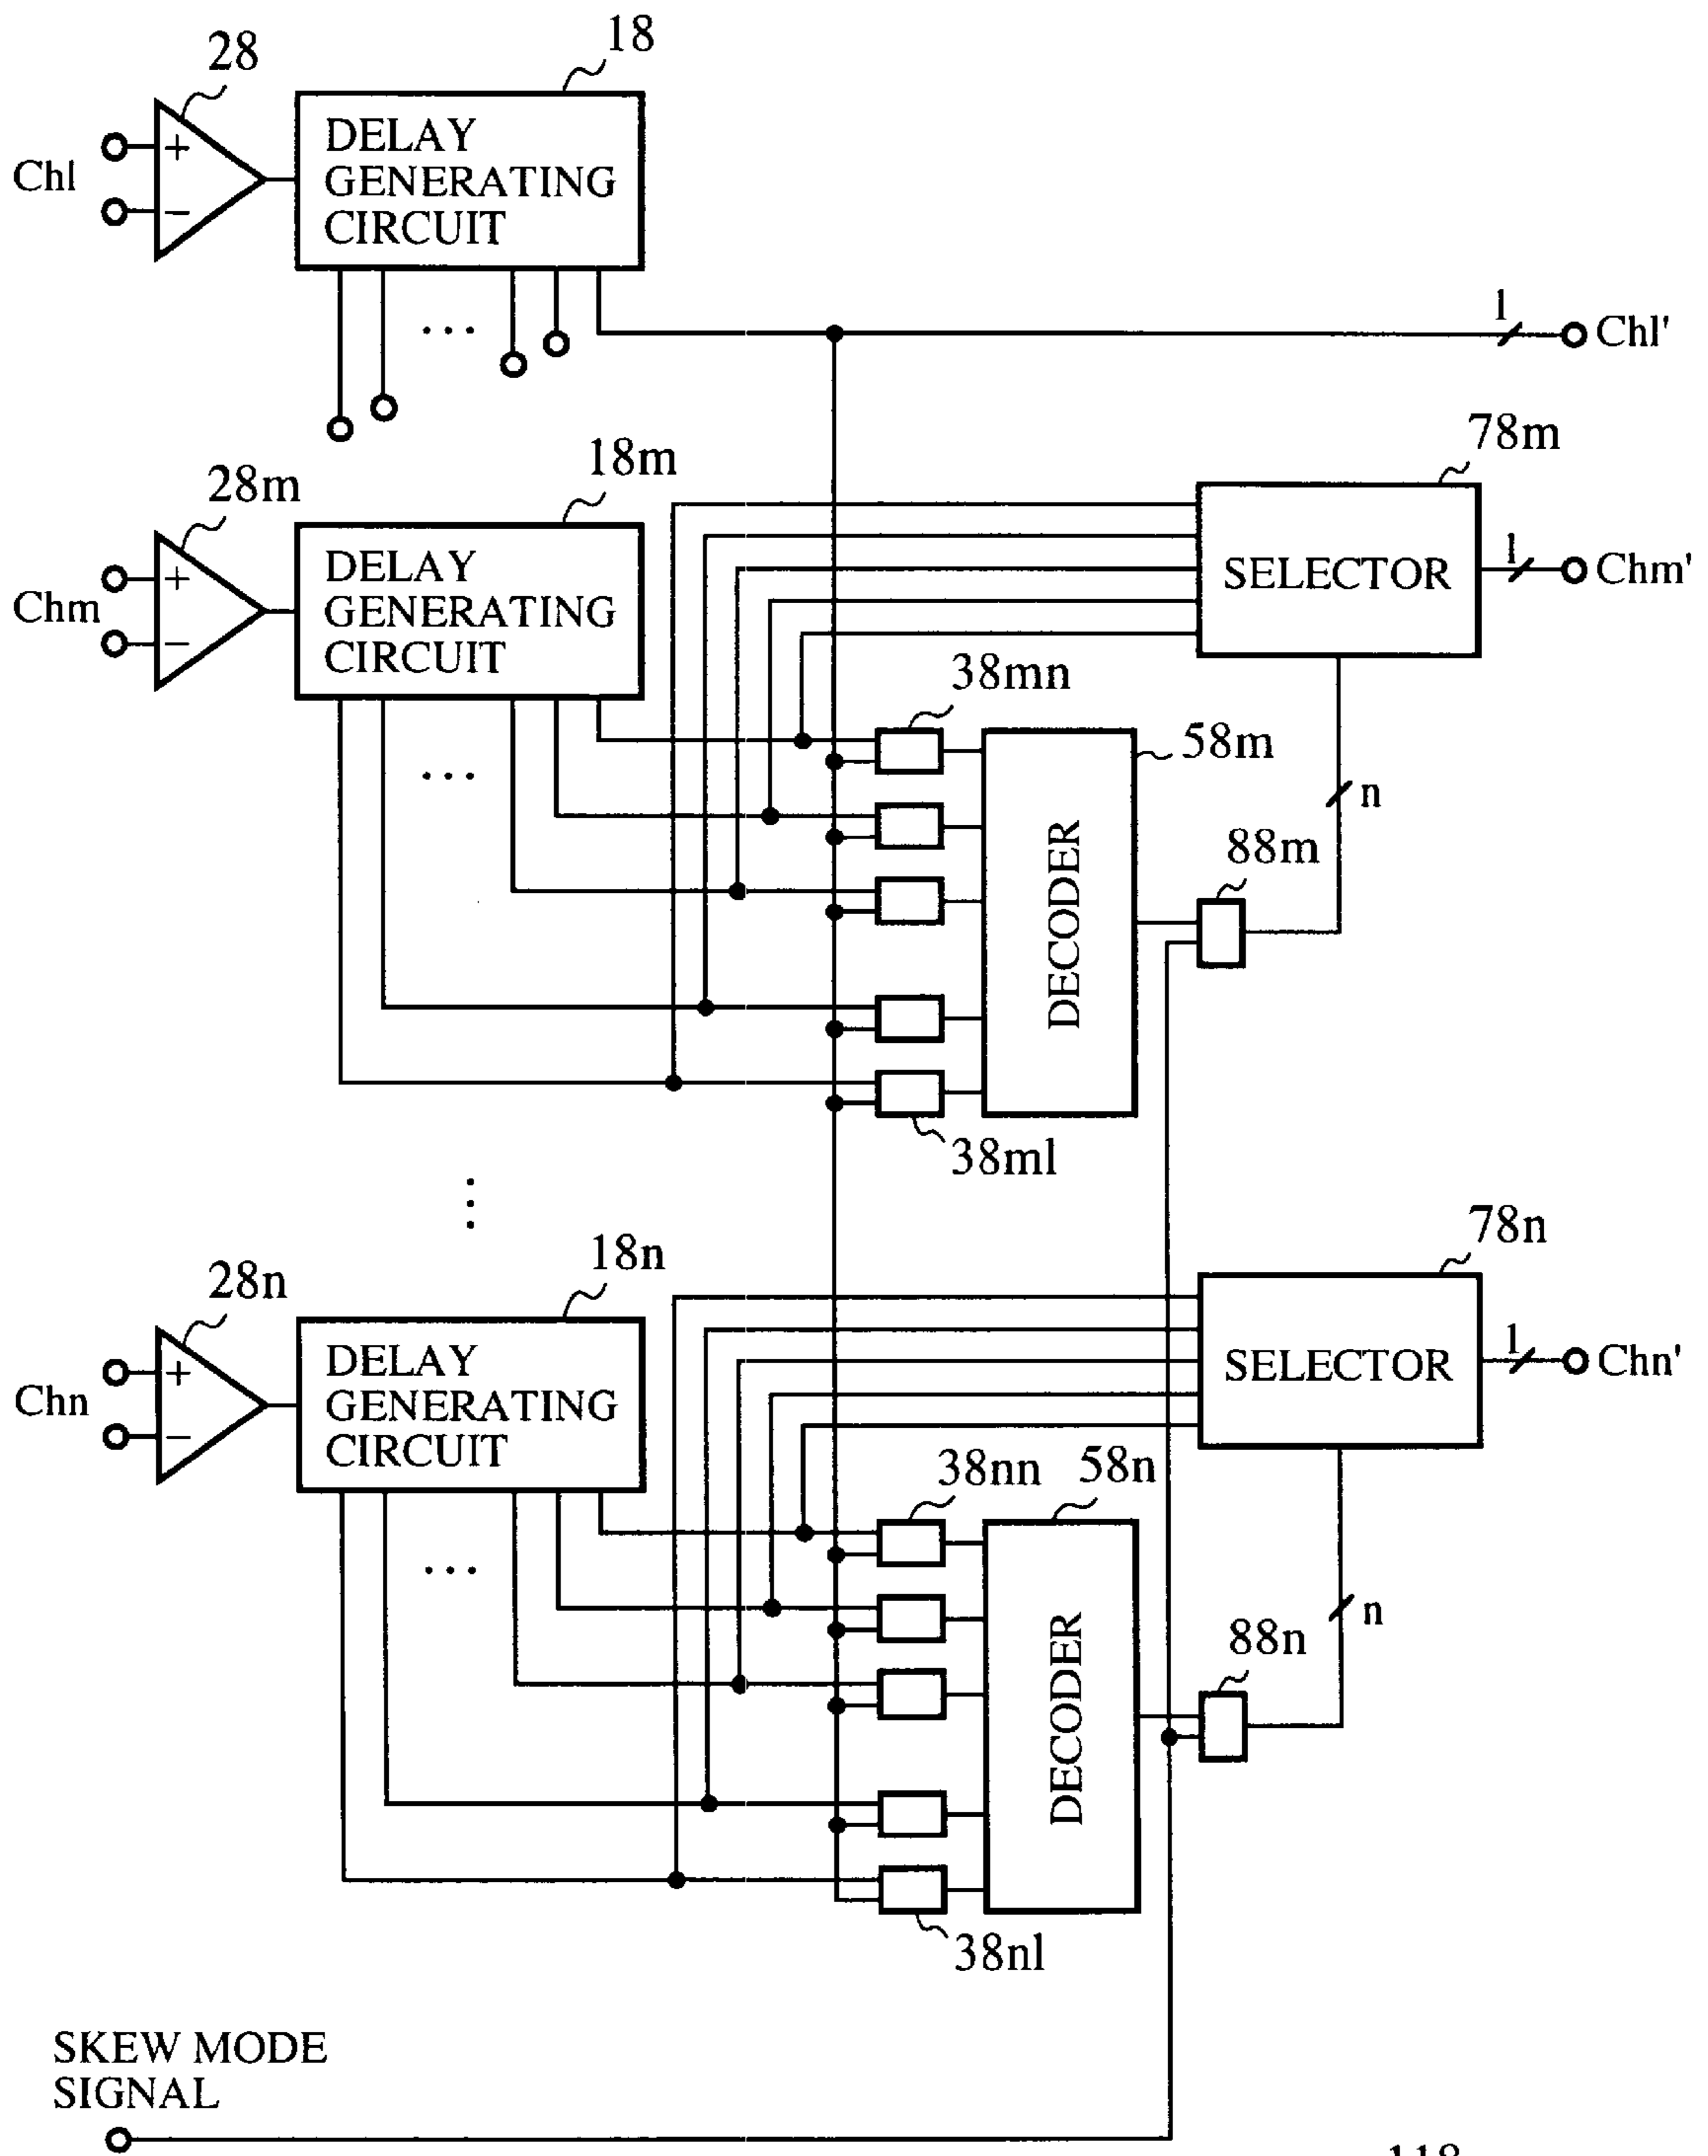 28
18
+
Chl
−
DELAY
GENERATING
CIRCUIT
...
1
Chl'
28m
18m
78m
+
Chm
−
DELAY
GENERATING
CIRCUIT
SELECTOR
1
Chm'
...
38mn
58m
n
DECODER
88m
38ml
...
28n
18n
78n
+
Chn
−
DELAY
GENERATING
CIRCUIT
SELECTOR
1
Chn'
...
38nn
58n
n
DECODER
88n
38nl
SKEW MODE
SIGNAL